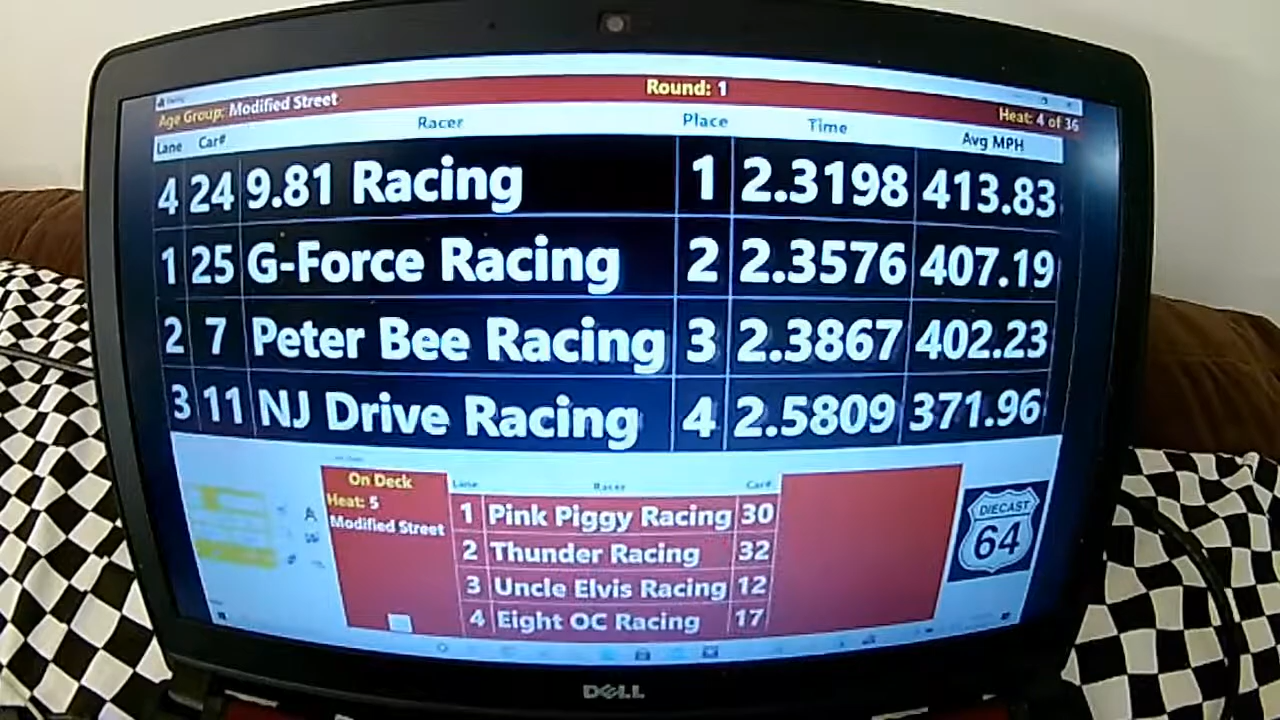 Age Group: Modified Street Round: 1 Heat: 4 of 36
Lane Car# Racer Place Time Avg MPH
4 24 9.81 Racing 1 2.3198 413.83
1 25 G-Force Racing 2 2.3576 407.19
2 7 Peter Bee Racing 3 2.3867 402.23
3 11 NJ Drive Racing 4 2.5809 371.96
On Deck
Heat: 5
Modified Street
Lane Racer Car#
1 Pink Piggy Racing 30
2 Thunder Racing 32
3 Uncle Elvis Racing 12
4 Eight OC Racing 17
DIECAST
64
DELL